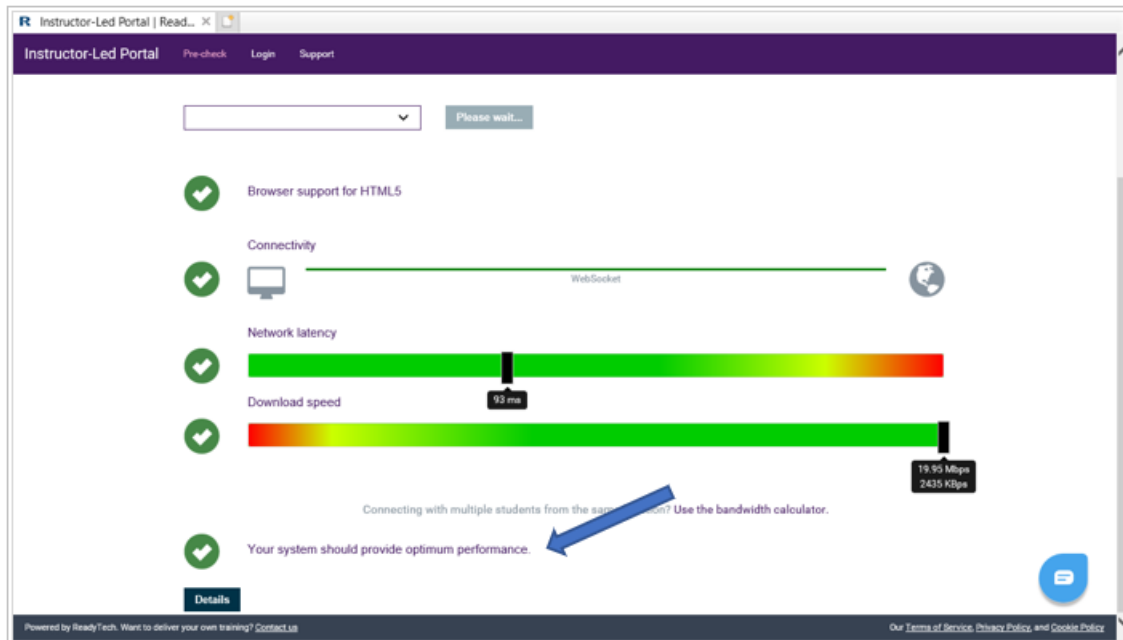 R Instructor-Led Portal | Read...
Instructor-Led Portal Pre-check Login Support
Please wait...
Browser support for HTML5
Connectivity
WebSocket
Network latency
93 ms
Download speed
19.95 Mbps
2435 KBps
Connecting with multiple students from the same ? Use the bandwidth calculator.
Your system should provide optimum performance.
Details
Powered by ReadyTech. Want to deliver your own training? Contact us
Our Terms of Service, Privacy Policy, and Cookie Policy